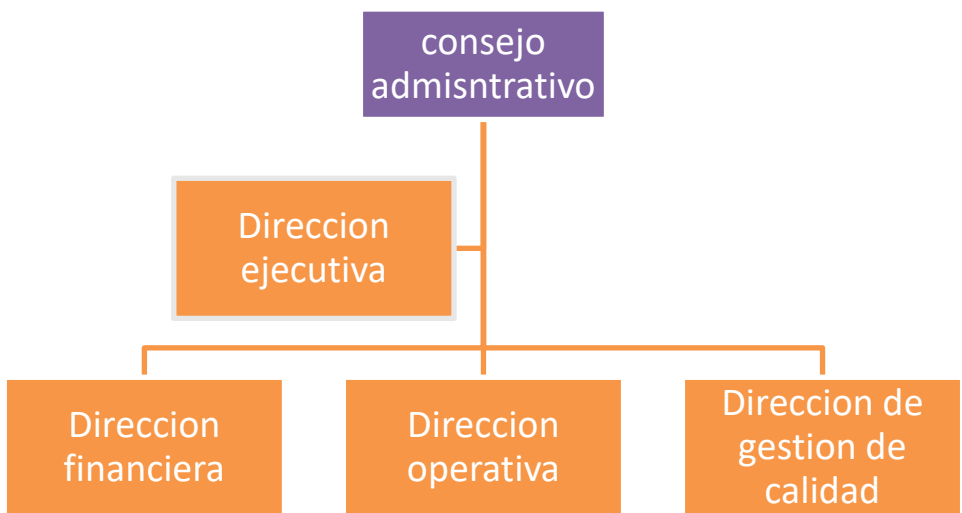 consejo
admisntrativo
Direccion
ejecutiva
Direccion
financiera
Direccion
operativa
Direccion de
gestion de
calidad